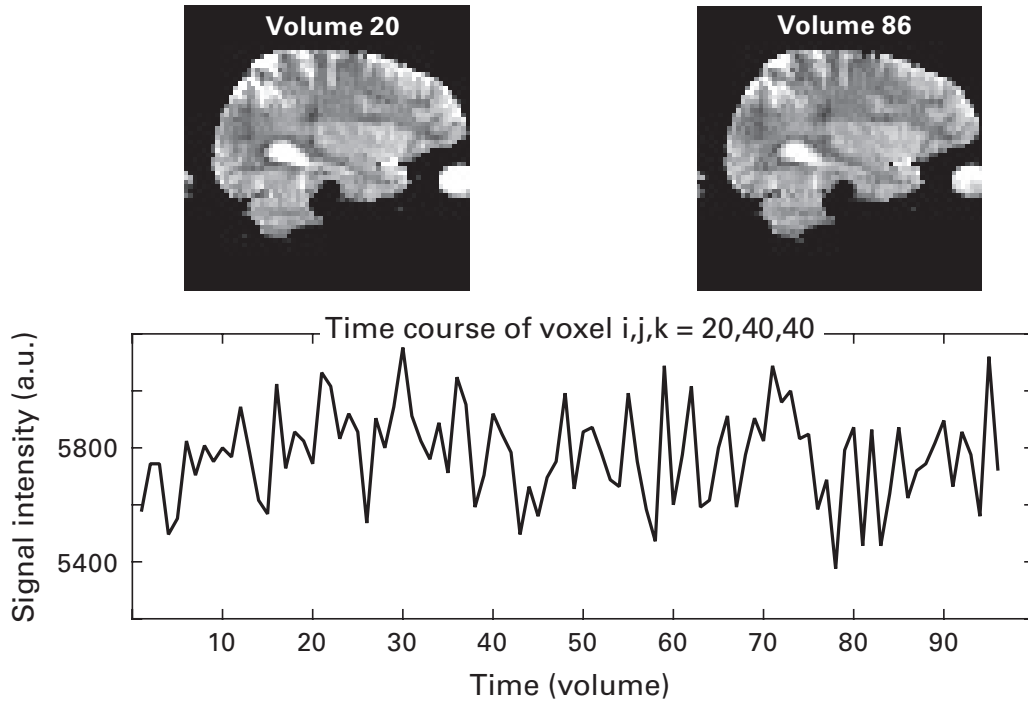 Volume 20
Volume 86
Time course of voxel i,j,k = 20,40,40
Signal intensity (a.u.)
5800
5400
10 20 30 40 50 60 70 80 90
Time (volume)